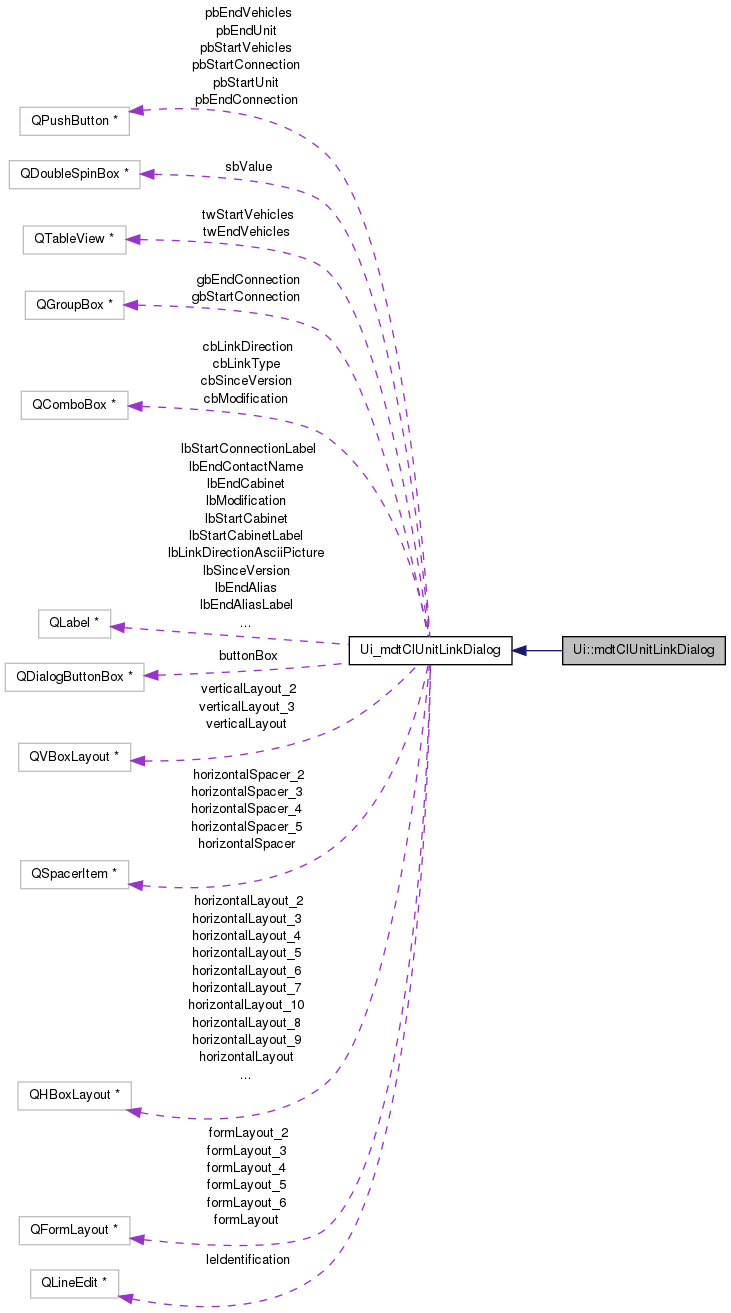 pbEndVehicles
pbEndUnit
pbStartVehicles
pbStartConnection
pbStartUnit
pbEndConnection
QPushButton *
sbValue
QDoubleSpinBox *
twStartVehicles
twEndVehicles
QTableView *
gbEndConnection
gbStartConnection
QGroupBox *
cbLinkDirection
cbLinkType
cbSinceVersion
cbModification
QComboBox *
lbStartConnectionLabel
lbEndContactName
lbEndCabinet
lbModification
lbStartCabinet
lbStartCabinetLabel
lbLinkDirectionAsciiPicture
lbSinceVersion
lbEndAlias
lbEndAliasLabel
...
QLabel *
Ui_mdtClUnitLinkDialog
Ui::mdtClUnitLinkDialog
buttonBox
QDialogButtonBox *
verticalLayout_2
verticalLayout_3
verticalLayout
QVBoxLayout *
horizontalSpacer_2
horizontalSpacer_3
horizontalSpacer_4
horizontalSpacer_5
horizontalSpacer
QSpacerItem *
horizontalLayout_2
horizontalLayout_3
horizontalLayout_4
horizontalLayout_5
horizontalLayout_6
horizontalLayout_7
horizontalLayout_10
horizontalLayout_8
horizontalLayout_9
horizontalLayout
...
QHBoxLayout *
formLayout_2
formLayout_3
formLayout_4
formLayout_5
formLayout_6
formLayout
QFormLayout *
leIdentification
QLineEdit *